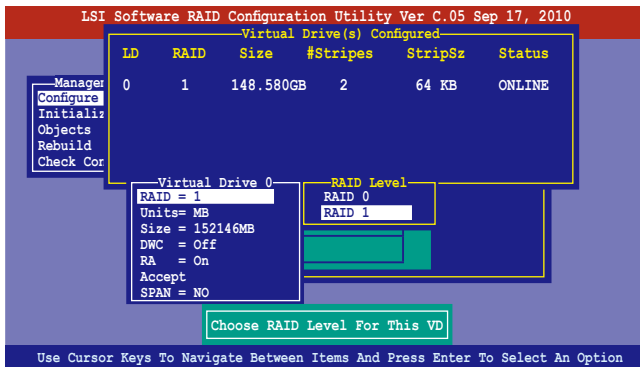 LSI Software RAID Configuration Utility Ver C.05 Sep 17, 2010
Virtual Drive(s) Configured
LD RAID Size #Stripes StripSz Status
0 1 148.580GB 2 64 KB ONLINE
Manage
Configure
Initializ
Objects
Rebuild
Check Con
Virtual Drive 0
RAID = 1
Units= MB
Size = 152146MB
DWC = Off
RA = On
Accept
SPAN = NO
RAID Level
RAID 0
RAID 1
Choose RAID Level For This VD
Use Cursor Keys To Navigate Between Items And Press Enter To Select An Option